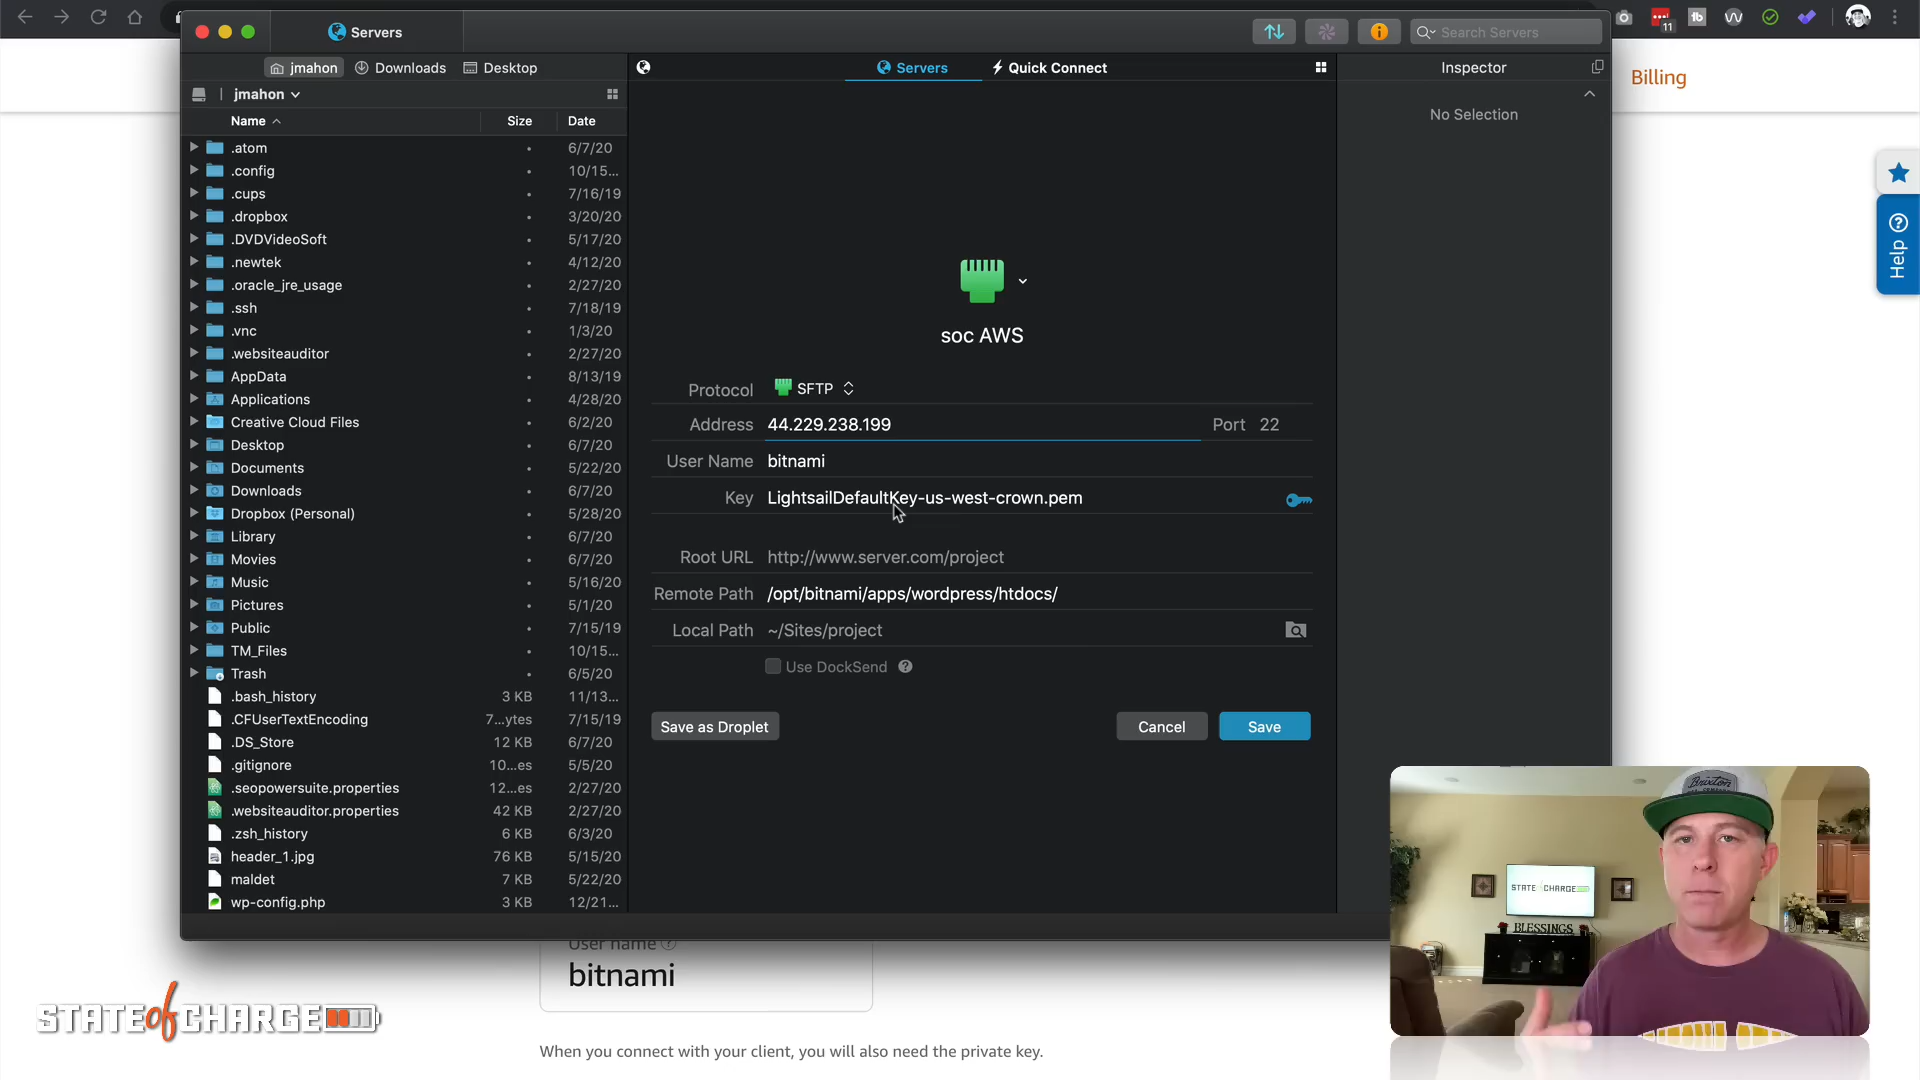 Servers
Search Servers
11
jmahon
Downloads
Desktop
Servers
Quick Connect
Inspector
Billing
jmahon
No Selection
Name
Size
Date
.atom • 6/7/20
.config • 10/15...
.cups • 7/16/19
.dropbox • 3/20/20
.DVDVideoSoft • 5/17/20
.newtek • 4/12/20
.oracle_jre_usage • 2/27/20
.ssh • 7/18/19
.vnc • 1/3/20
.websiteauditor • 2/27/20
AppData • 8/13/19
Applications • 4/28/20
Creative Cloud Files • 6/2/20
Desktop • 6/7/20
Documents • 5/22/20
Downloads • 6/7/20
Dropbox (Personal) • 5/28/20
Library • 6/7/20
Movies • 6/7/20
Music • 5/16/20
Pictures • 5/1/20
Public • 7/15/19
TM_Files • 10/15...
Trash • 6/5/20
.bash_history 3 KB 11/13...
.CFUserTextEncoding 7...ytes 7/15/19
.DS_Store 12 KB 6/7/20
.gitignore 10...es 5/5/20
.seopowersuite.properties 12...es 2/27/20
.websiteauditor.properties 42 KB 2/27/20
.zsh_history 6 KB 6/3/20
header_1.jpg 76 KB 5/15/20
maldet 7 KB 5/22/20
wp-config.php 3 KB 12/21...
soc AWS
Protocol SFTP
Address 44.229.238.199 Port 22
User Name bitnami
Key LightsailDefaultKey-us-west-crown.pem
Root URL http://www.server.com/project
Remote Path /opt/bitnami/apps/wordpress/htdocs/
Local Path ~/Sites/project
Use DockSend ?
Save as Droplet
Cancel
Save
Help ?
User name ?
bitnami
When you connect with your client, you will also need the private key.
STATE of CHARGE
STATE of CHARGE
BLESSINGS
Brixton